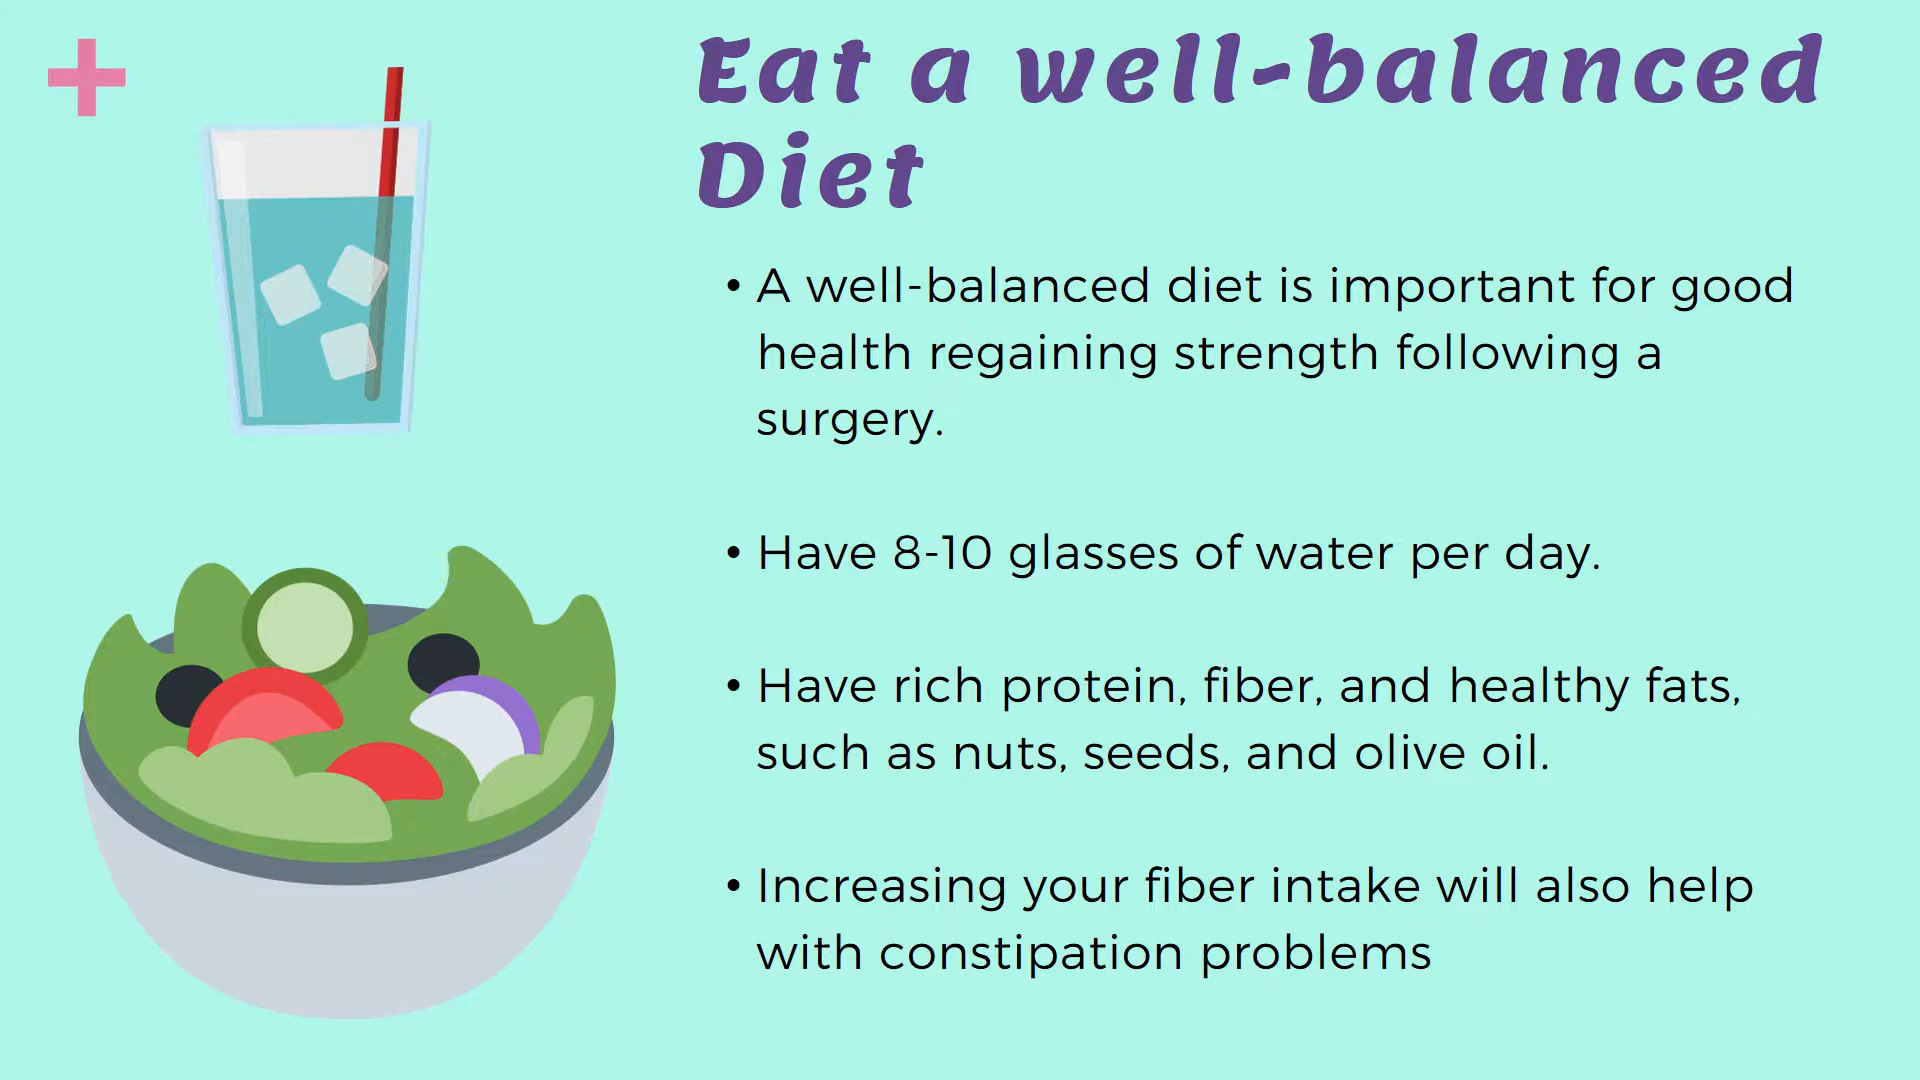 Eat a well-balanced
Diet
• A well-balanced diet is important for good
health regaining strength following a
surgery.
• Have 8-10 glasses of water per day.
• Have rich protein, fiber, and healthy fats,
such as nuts, seeds, and olive oil.
• Increasing your fiber intake will also help
with constipation problems